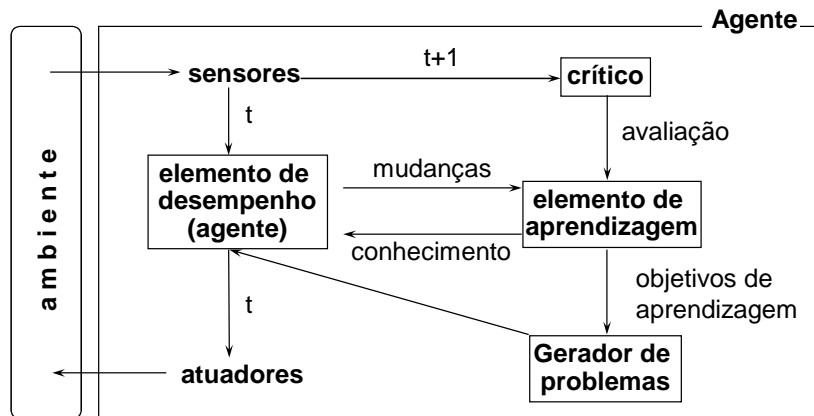 Agente
sensores
t+1
crítico
t
avaliação
elemento de
desempenho
(agente)
mudanças
elemento de
aprendizagem
conhecimento
ambiente
t
objetivos de
aprendizagem
atuadores
Gerador de
problemas